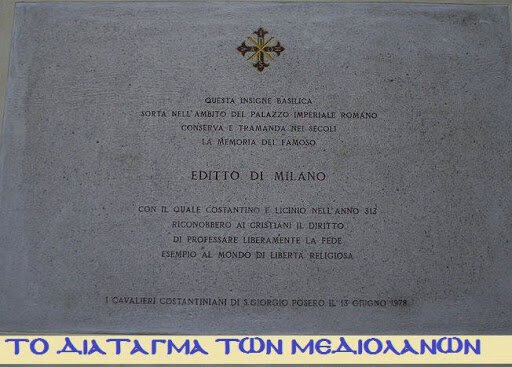 QUESTA INSIGNE BASILICA
SORTA NELL'AMBITO DEL PALAZZO IMPERIALE ROMANO
CONSERVA E TRAMANDA NEI SECOLI
LA MEMORIA DEL FAMOSO
EDITTO DI MILANO
CON IL QUALE COSTANTINO E LICINIO NELL'ANNO 313
RICONOBBERO AI CRISTIANI IL DIRITTO
DI PROFESSARE LIBERAMENTE LA FEDE
ESEMPIO AL MONDO DI LIBERTÀ RELIGIOSA
I CAVALIERI COSTANTINIANI DI S.GIORGIO POSERO IL 13 GIUGNO 1978
ΤΟ ΔΙΑΤΑΓΜΑ ΤΩΝ ΜΕΔΙΟΛΑΝΩΝ